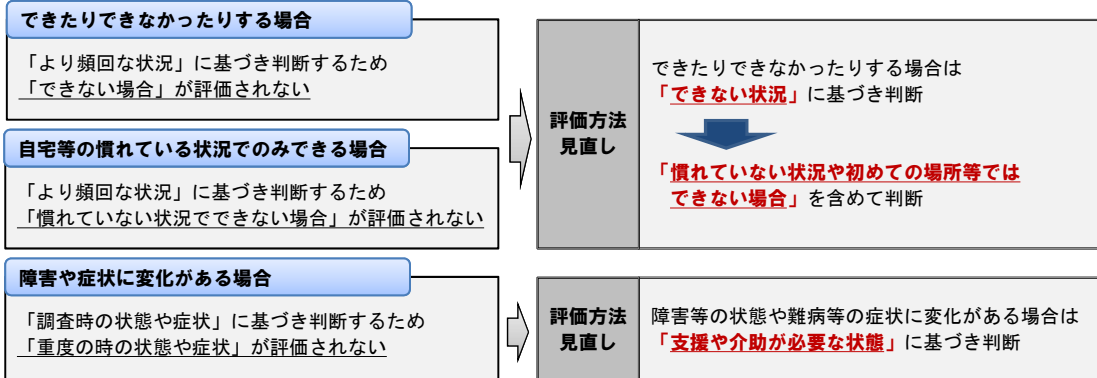 できたりできなかったりする場合
「より頻回な状況」に基づき判断するため
「できない場合」が評価されない
自宅等の慣れている状況でのみできる場合
「より頻回な状況」に基づき判断するため
「慣れていない状況でできない場合」が評価されない
評価方法
見直し
できたりできなかったりする場合は
「できない状況」に基づき判断
「慣れていない状況や初めての場所等では
できない場合」を含めて判断
障害や症状に変化がある場合
「調査時の状態や症状」に基づき判断するため
「重度の時の状態や症状」が評価されない
評価方法
見直し
障害等の状態や難病等の症状に変化がある場合は
「支援や介助が必要な状態」に基づき判断